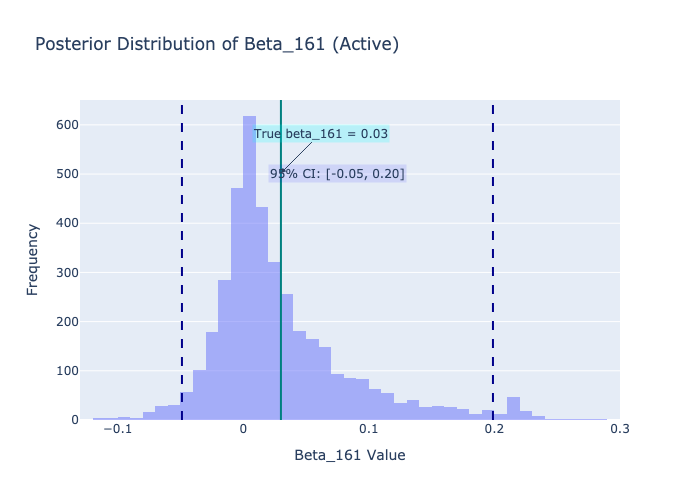 Posterior Distribution of Beta_161 (Active)
600
500
400
300
200
100
0
Frequency
True beta_161 = 0.03
95% CI: [-0.05, 0.20]
−0.1
0
0.1
0.2
0.3
Beta_161 Value